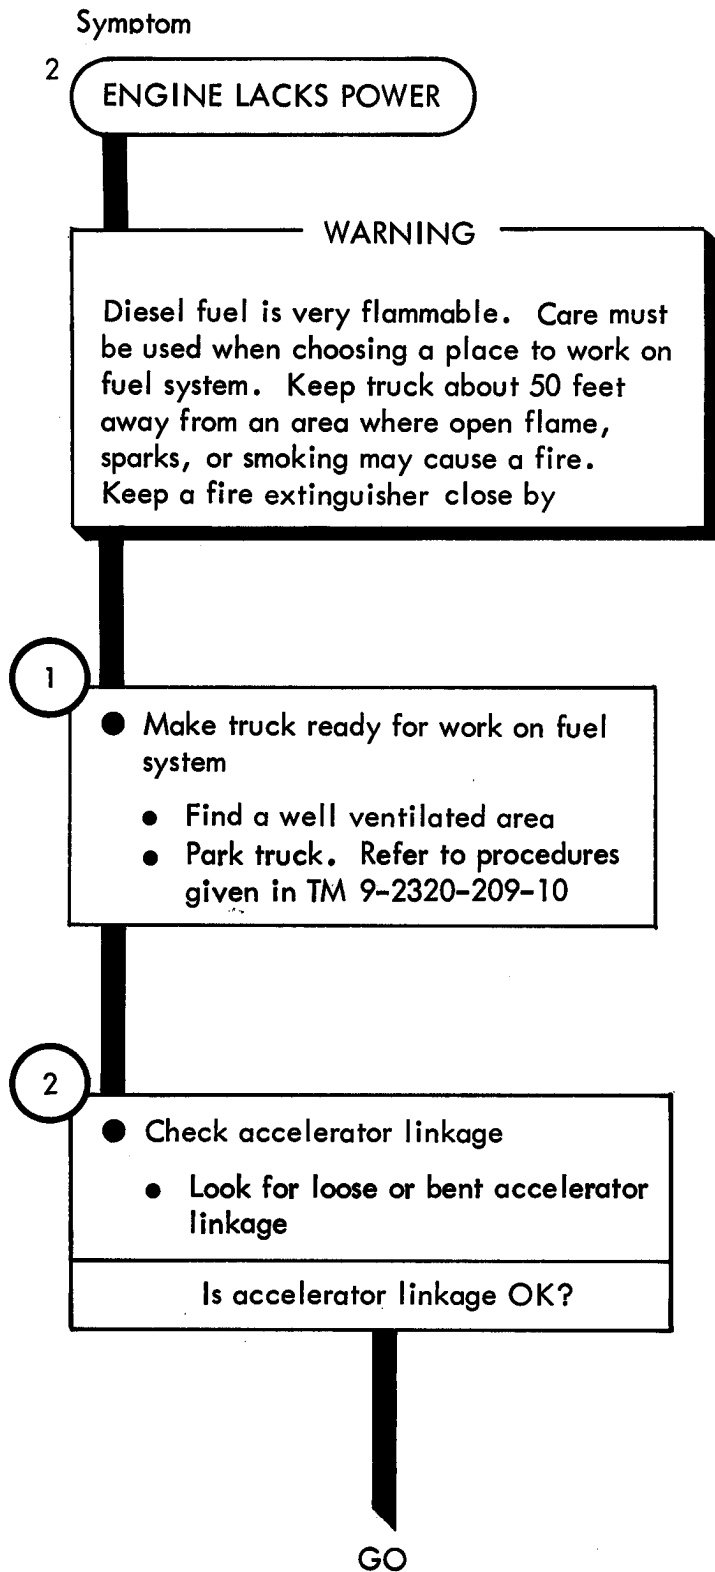 Symptom
2
ENGINE LACKS POWER
WARNING
Diesel fuel is very flammable. Care must
be used when choosing a place to work on
fuel system. Keep truck about 50 feet
away from an area where open flame,
sparks, or smoking may cause a fire.
Keep a fire extinguisher close by
1
● Make truck ready for work on fuel
system
● Find a well ventilated area
● Park truck. Refer to procedures
given in TM 9-2320-209-10
2
● Check accelerator linkage
● Look for loose or bent accelerator
linkage
Is accelerator linkage OK?
GO